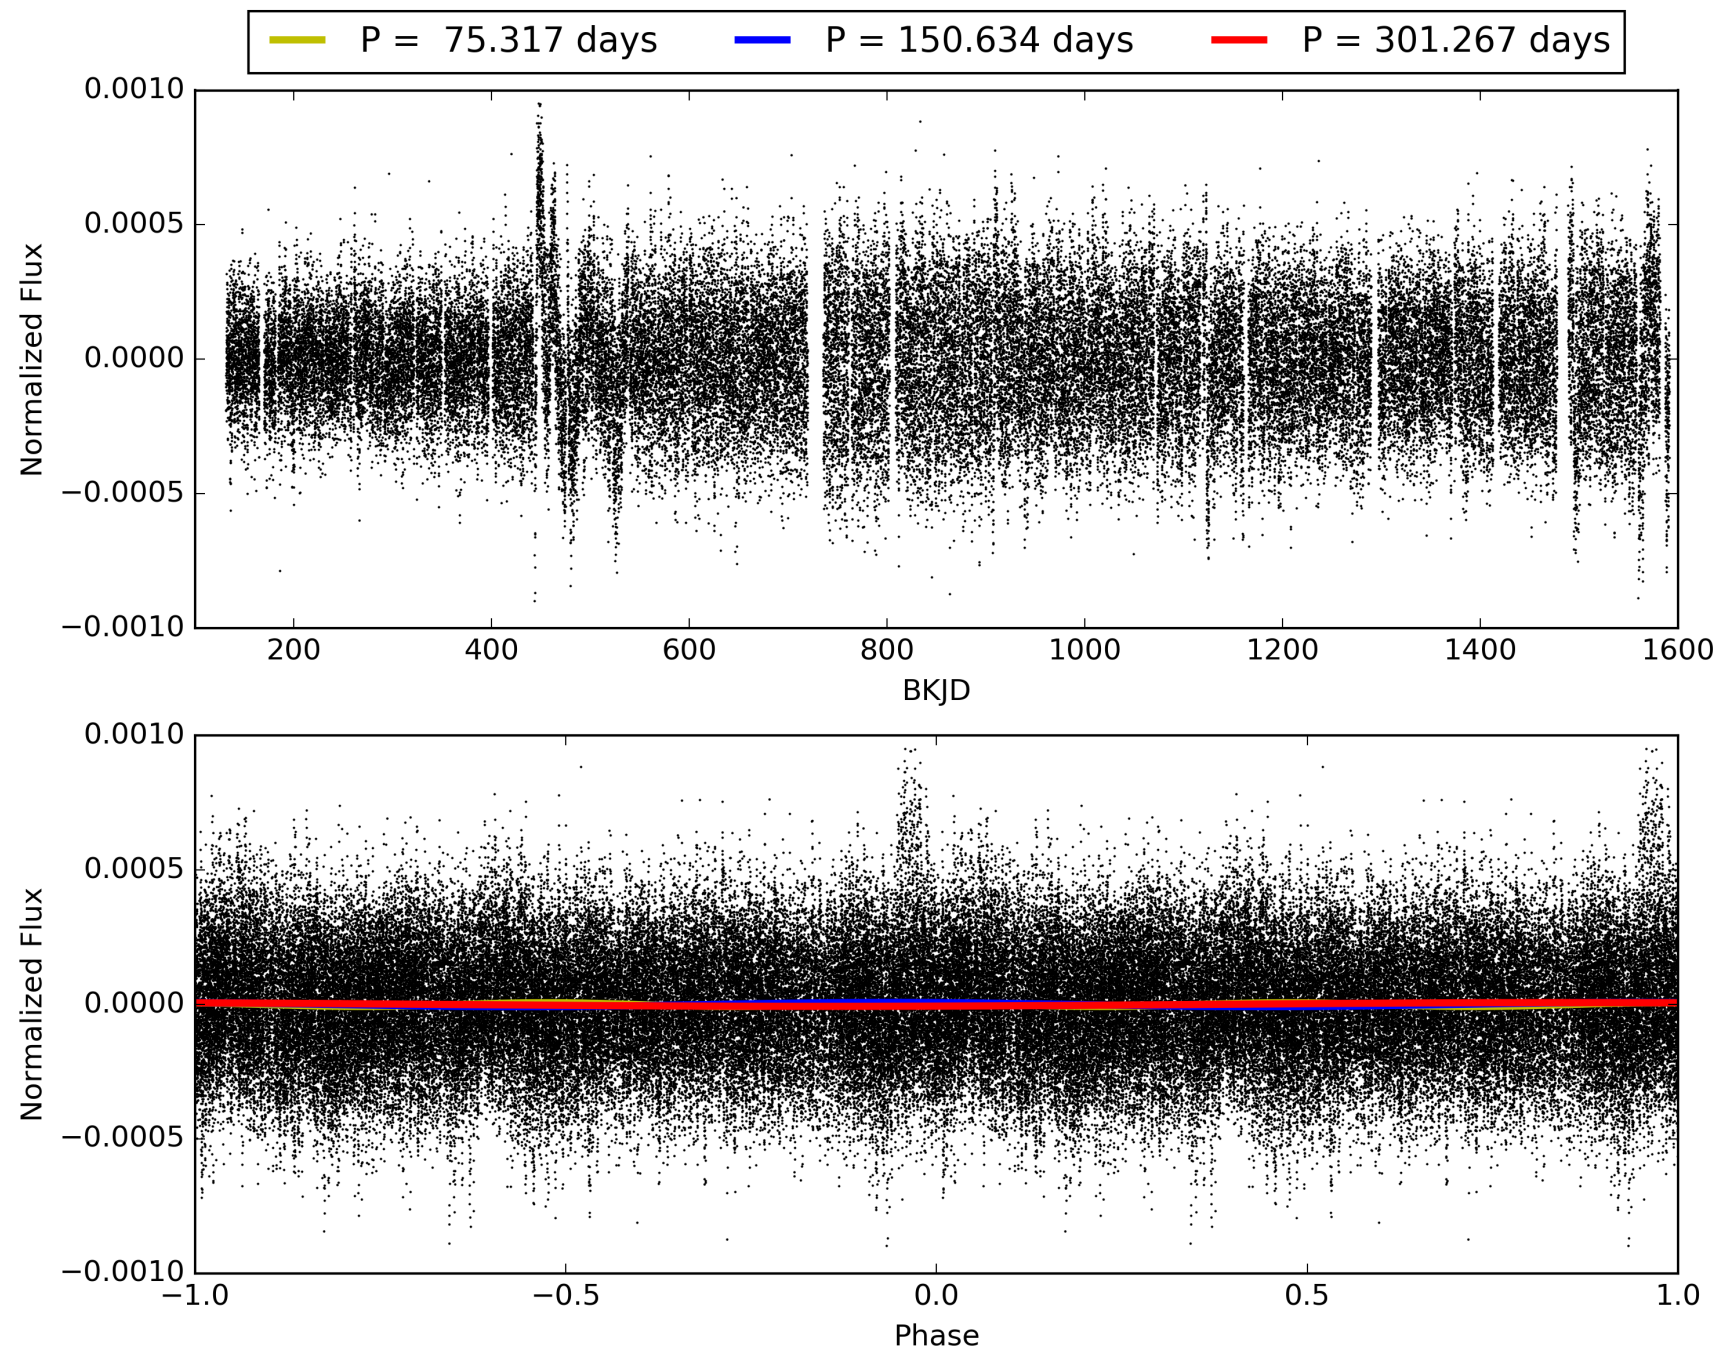 P =  75.317 days P = 150.634 days P = 301.267 days
0.0010
0.0005
0.0000
−0.0005
−0.0010
Normalized Flux
200 400 600 800 1000 1200 1400 1600
BKJD
0.0010
0.0005
0.0000
−0.0005
−0.0010
Normalized Flux
−1.0 −0.5 0.0 0.5 1.0
Phase